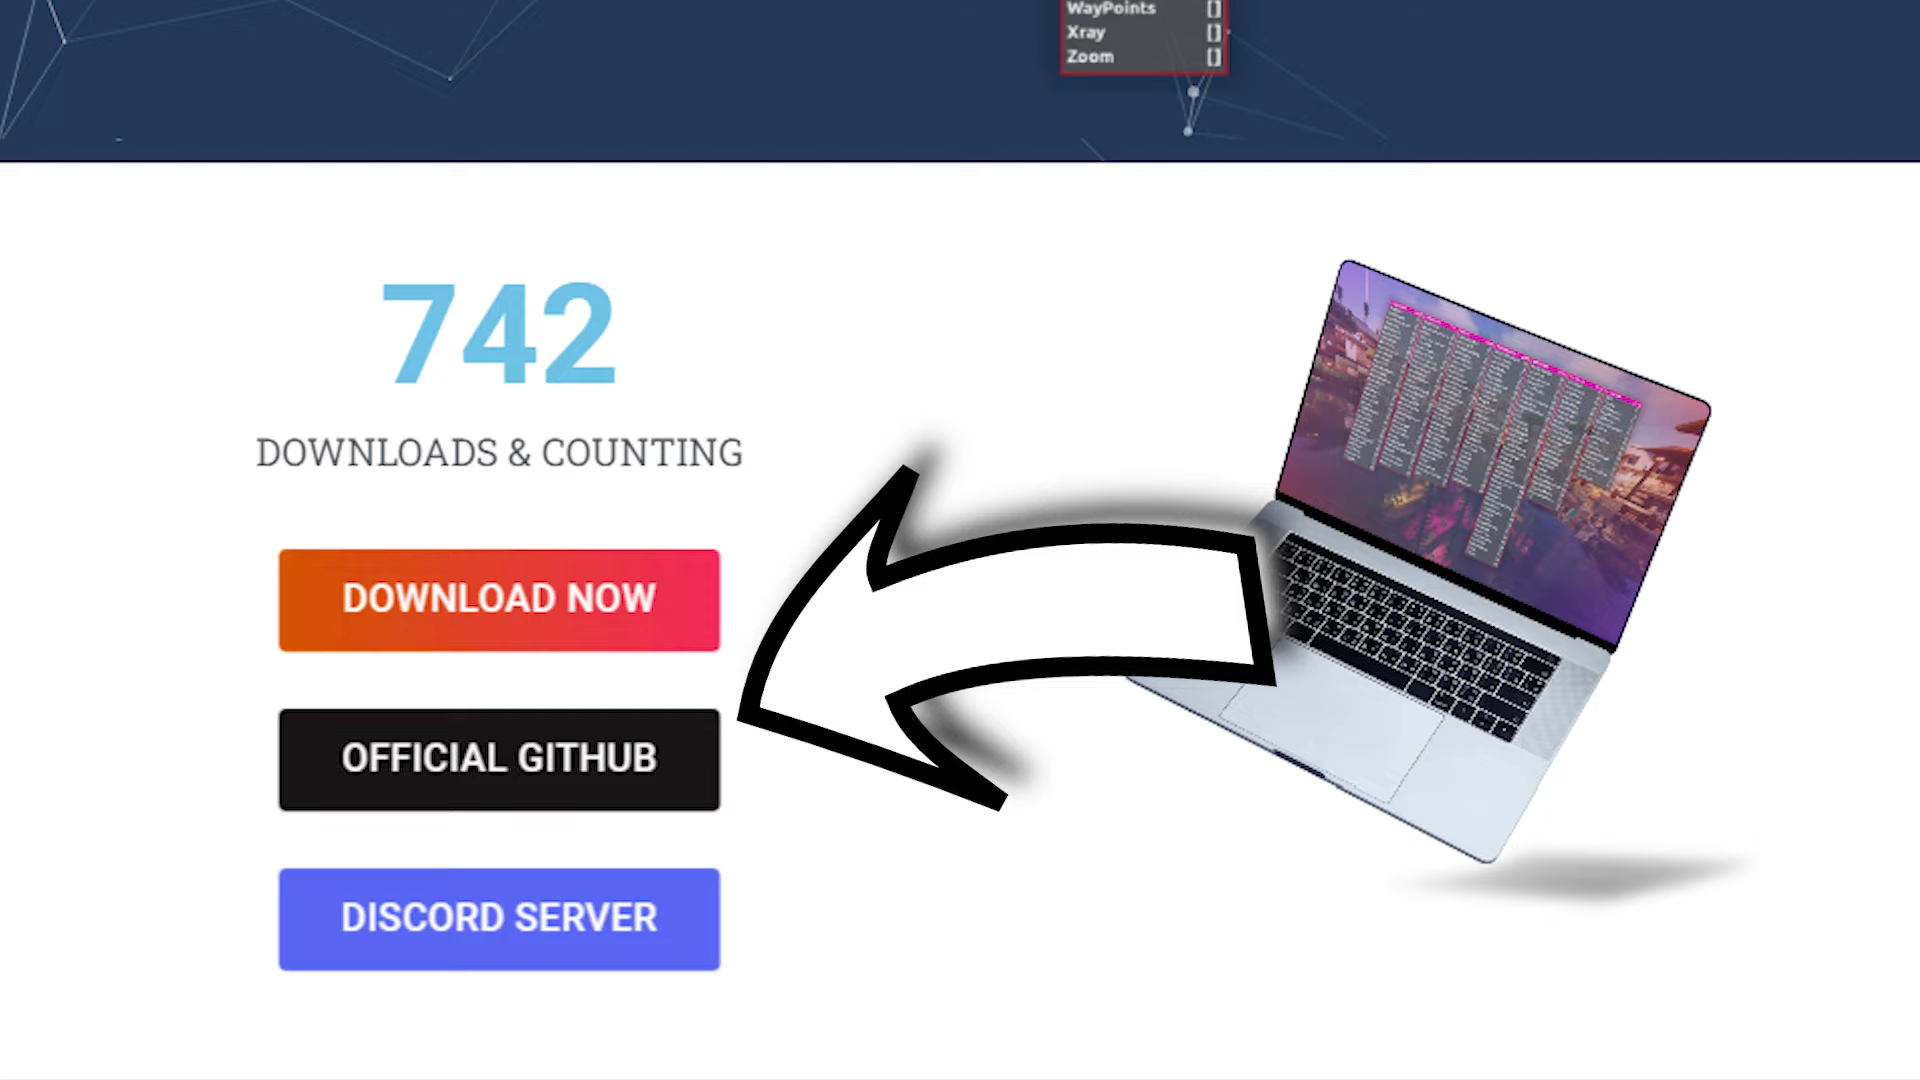 WayPoints []
Xray []
Zoom []
742
DOWNLOADS & COUNTING
DOWNLOAD NOW
OFFICIAL GITHUB
DISCORD SERVER